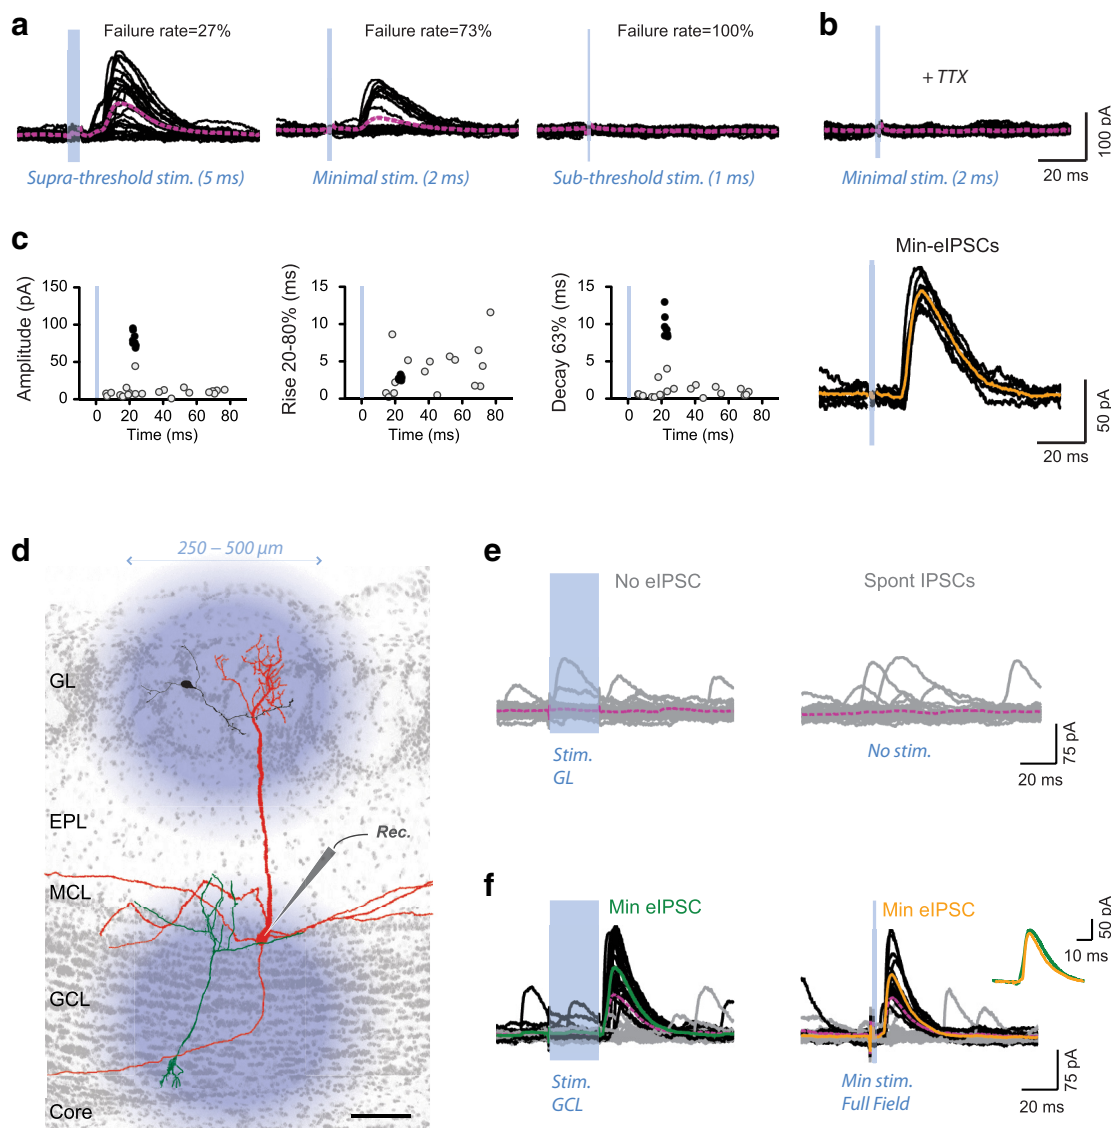 a
Failure rate=27%
Failure rate=73%
Failure rate=100%
Supra-threshold stim. (5 ms)
Minimal stim. (2 ms)
Sub-threshold stim. (1 ms)
b
+ TTX
100 pA
20 ms
Minimal stim. (2 ms)
c
Amplitude (pA)
150
100
50
0
0 20 40 60 80
Time (ms)
Rise 20-80% (ms)
15
10
5
0
0 20 40 60 80
Time (ms)
Decay 63% (ms)
15
10
5
0
0 20 40 60 80
Time (ms)
Min-eIPSCs
50 pA
20 ms
d
250 – 500 µm
GL
EPL
Rec.
MCL
GCL
Core
e
No eIPSC
Spont IPSCs
Stim.
GL
No stim.
75 pA
20 ms
f
Min eIPSC
Min eIPSC
50 pA
10 ms
Stim.
GCL
Min stim.
Full Field
75 pA
20 ms